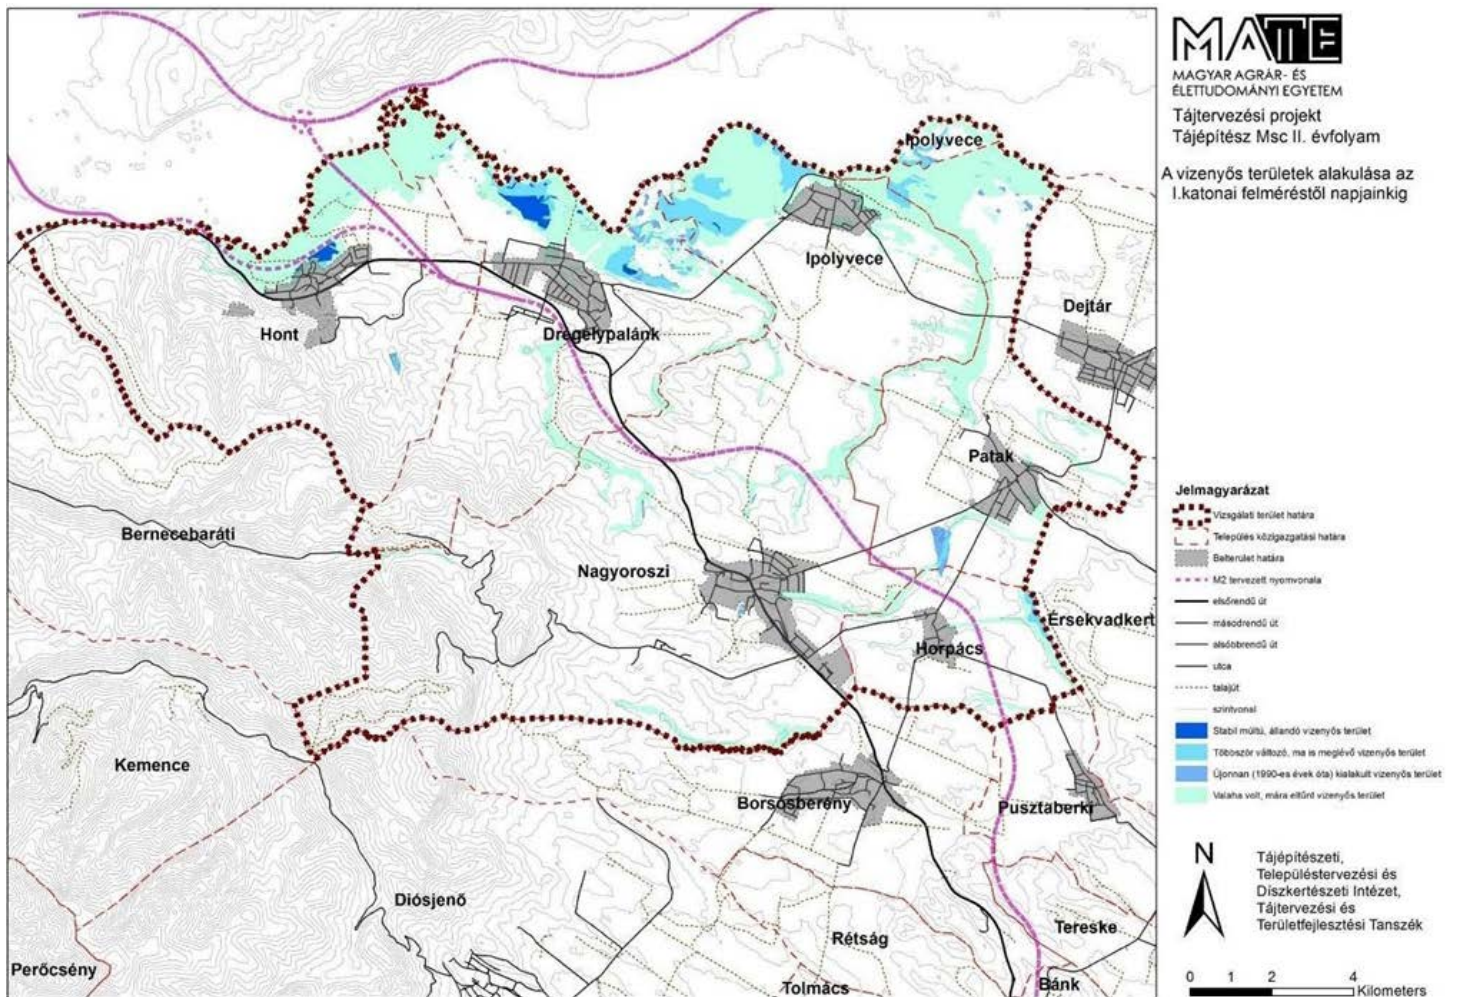 MATE
MAGYAR AGRÁR- ÉS
ÉLETTUDOMÁNYI EGYETEM
Tájtervezési projekt
Tájépítész Msc II. évfolyam
A vizenyős területek alakulása az
I.katonai felméréstől napjainkig
Ipolyvece
Ipolyvece
Dejtár
Hont
Dregelypalánk
Patak
Bernecebaráti
Nagyoroszi
Érsekvadkert
Horpács
Kemence
Borsosberény
Pusztaberki
Diósjenő
Rétság
Tereske
Perőcsény
Tolmács
Bánk
Jelmagyarázat
Vizsgálati terület határa
Település közigazgatási határa
Belterület határa
M2 tervezett nyomvonala
elsőrendű út
másodrendű út
alsóbbrendű út
utca
talajút
szintvonal
Stabil múltú, állandó vizenyős terület
Többször változó, ma is meglévő vizenyős terület
Újonnan (1990-es évek óta) kialakult vizenyős terület
Valaha volt, mára eltűnt vizenyős terület
N
Tájépítészeti,
Településtervezési és
Díszkertészeti Intézet,
Tájtervezési és
Területfejlesztési Tanszék
0 1 2 4
Kilometers